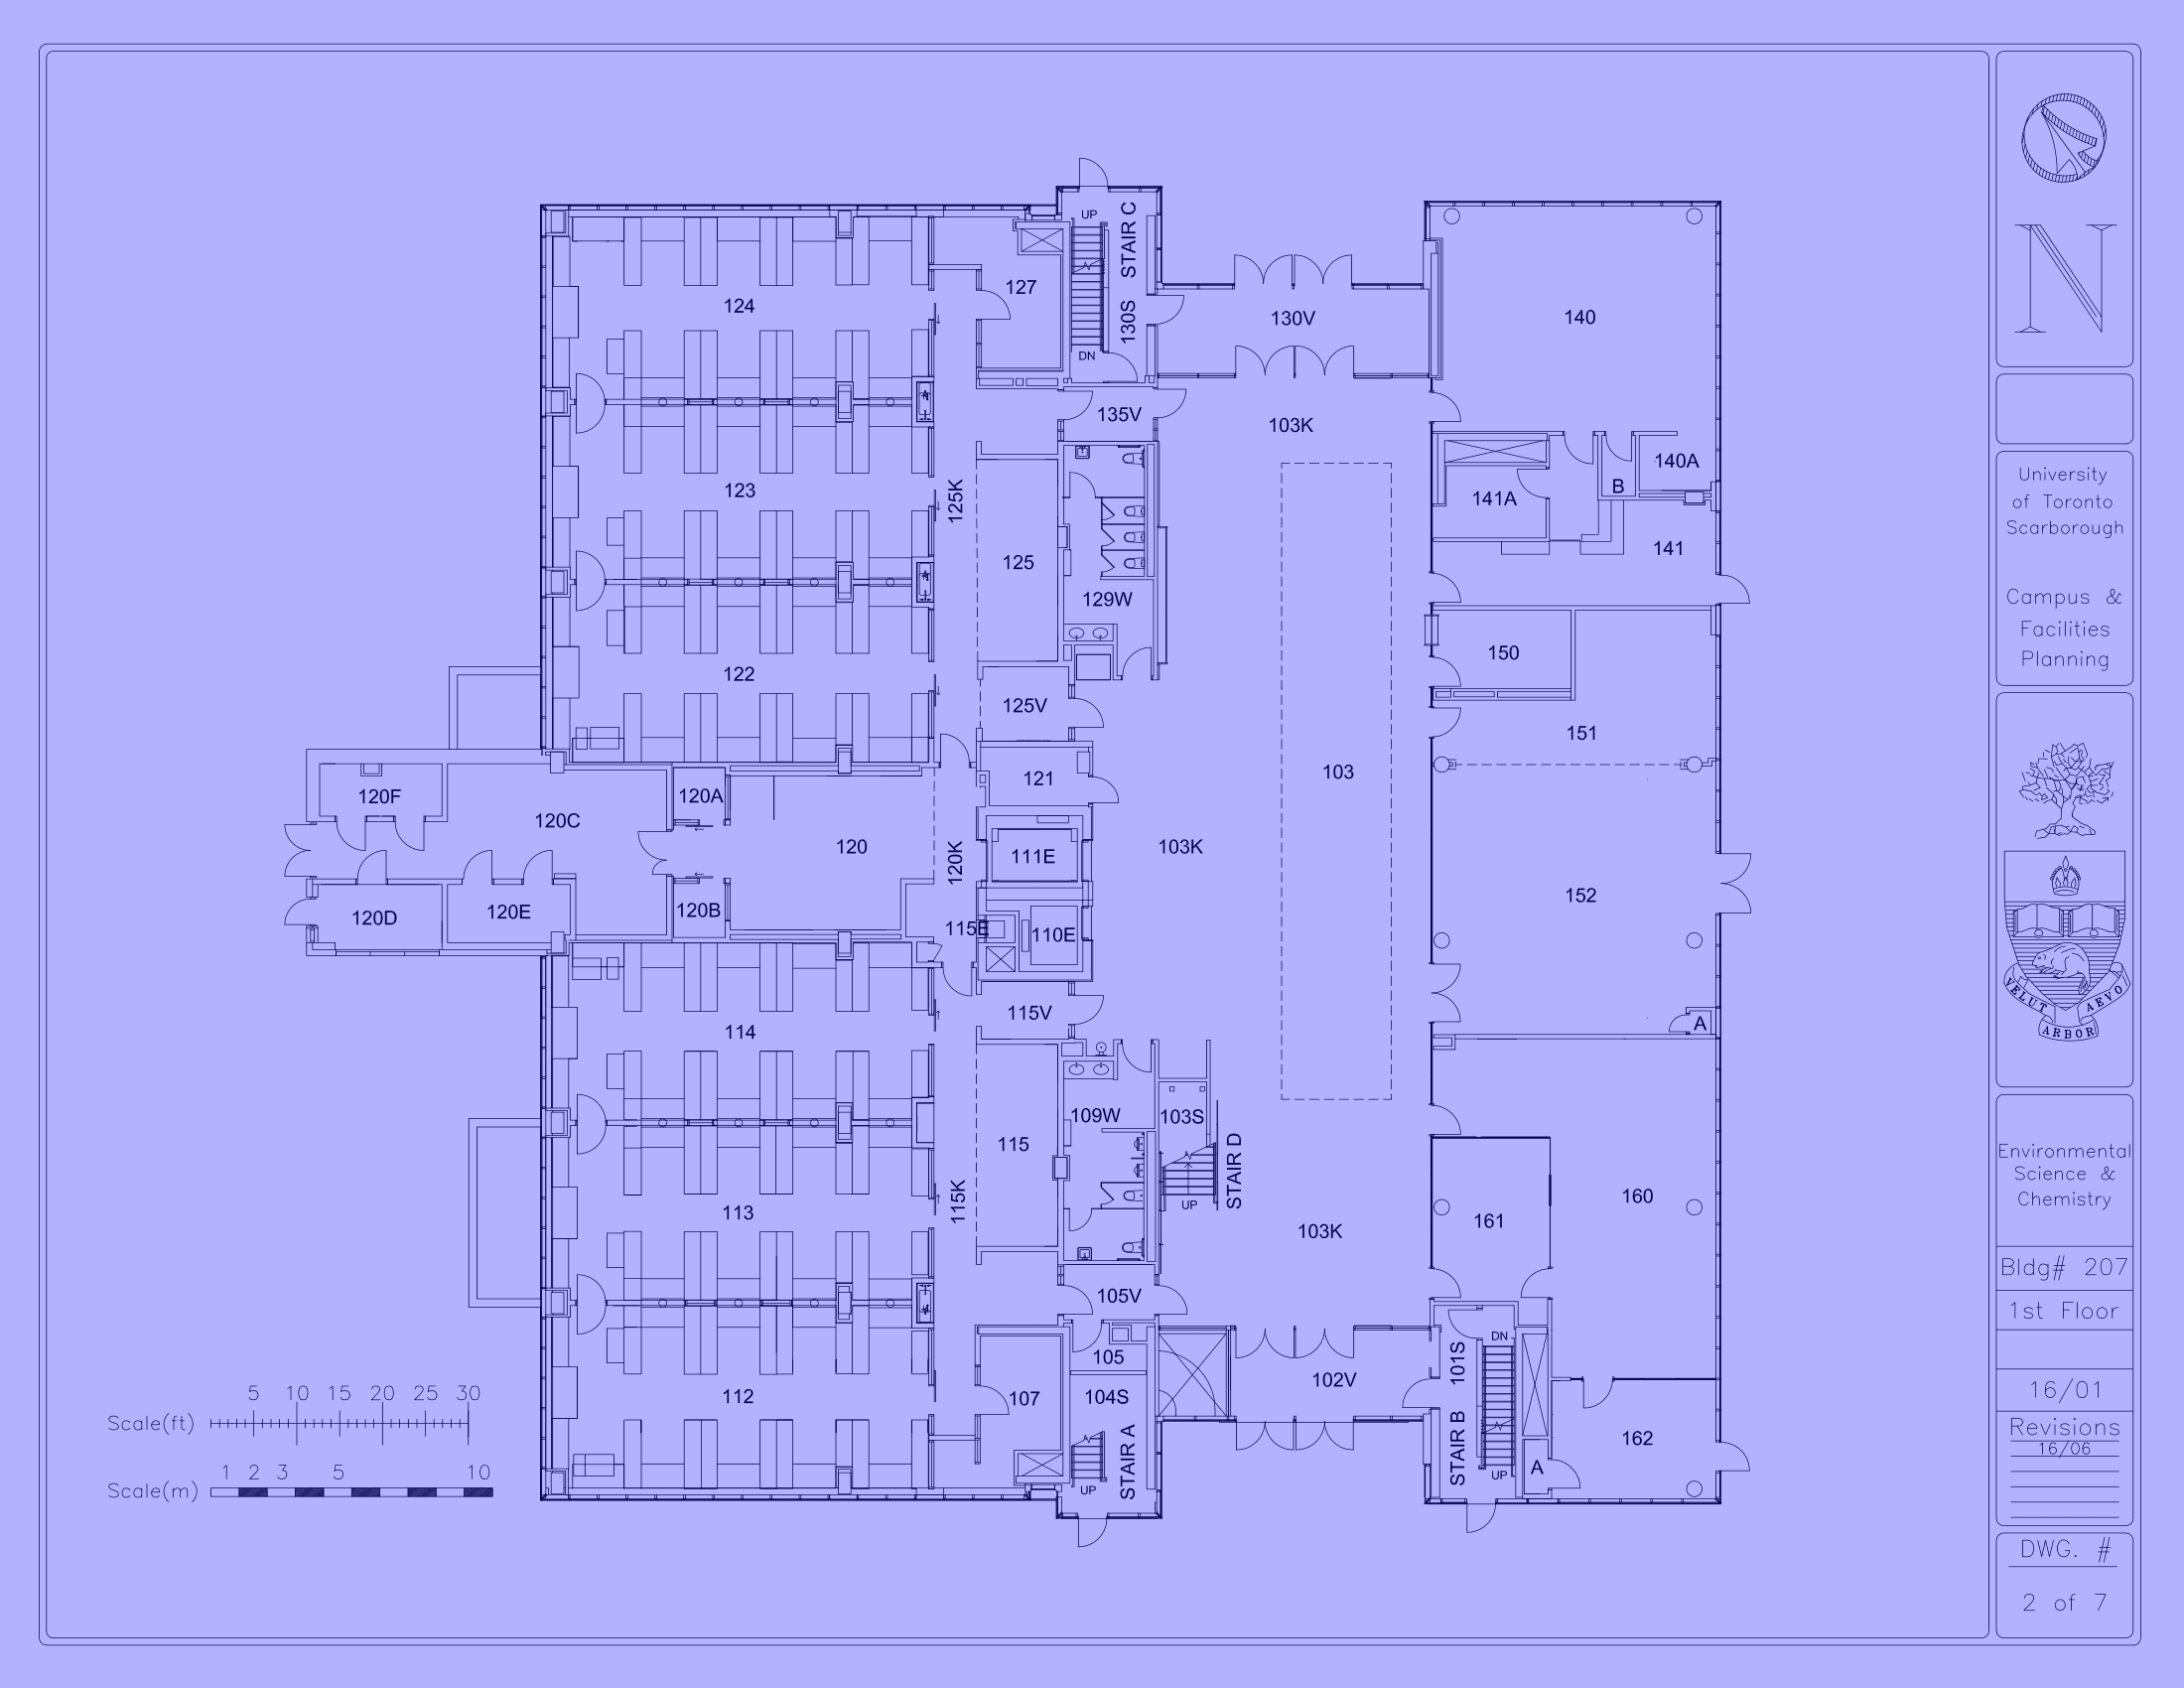 UP
STAIR C
127
124
130S
130V
140
DN
135V
103K
140A
B
141A
123
125K
141
125
129W
150
122
125V
151
103
121
120A
120F
120C
120
120K
111E
103K
152
120B
120E
120D
115E
110E
115V
A
114
109W
103S
115
STAIR D
160
115K
UP
113
161
103K
105V
DN
105
101S
102V
112
107
104S
162
STAIR A
STAIR B
A
UP
UP
5 10 15 20 25 30
Scale(ft)
1 2 3 5 10
Scale(m)
N
University
of Toronto
Scarborough
Campus &
Facilities
Planning
VELUT ARBOR AEVO
Environmental
Science &
Chemistry
Bldg# 207
1st Floor
16/01
Revisions
16/06
DWG. #
2 of 7